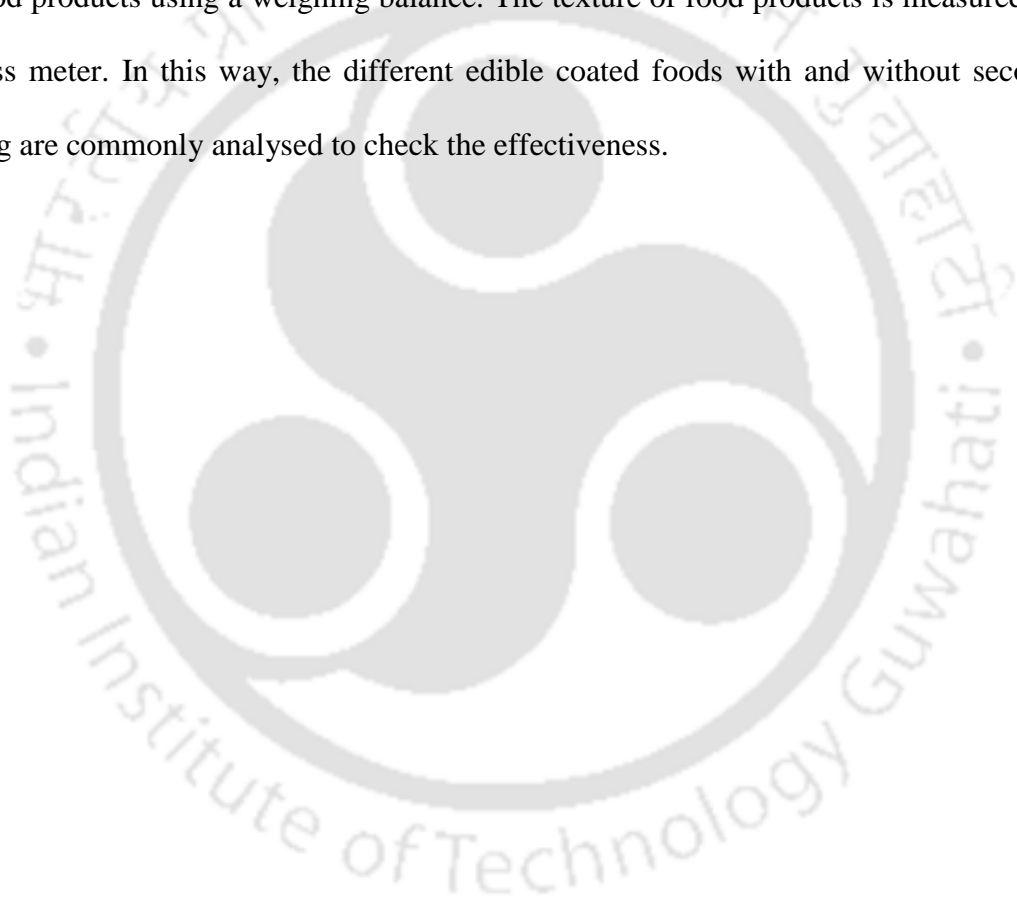 od products using a weighing balance. The texture of food products is measured
ss meter. In this way, the different edible coated foods with and without seco
g are commonly analysed to check the effectiveness.
भारतीय
गुवाहाटी
• Indian Institute of Technology Guwahati •